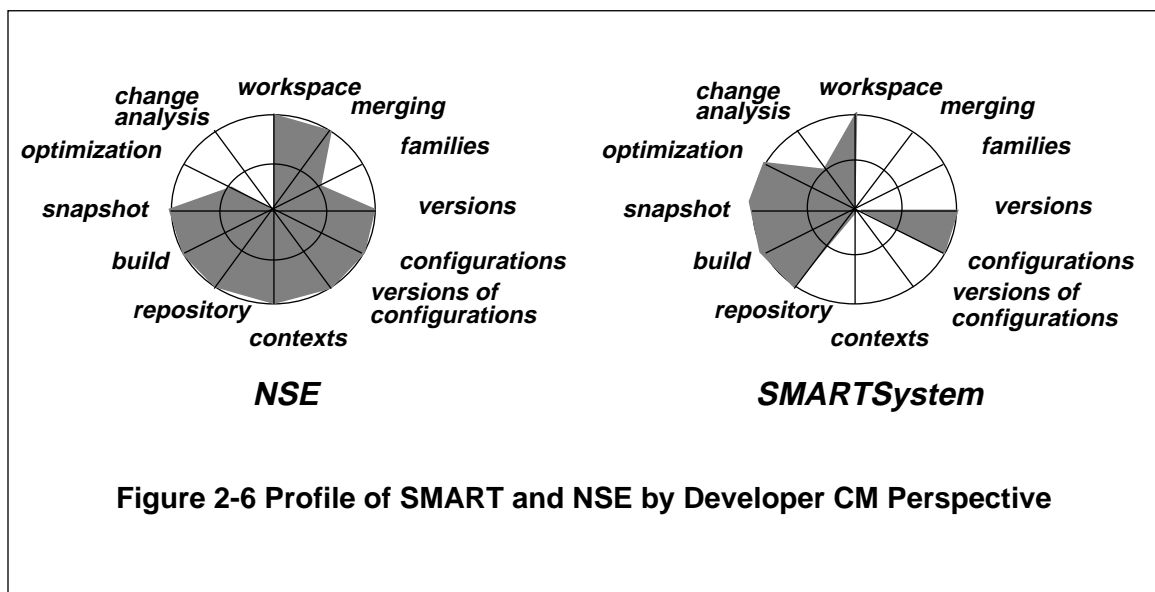 workspace
merging
change
analysis
families
optimization
snapshot
versions
build
configurations
repository
versions of
configurations
contexts
NSE
workspace
merging
change
analysis
families
optimization
snapshot
versions
build
configurations
repository
versions of
configurations
contexts
SMARTSystem
Figure 2-6 Profile of SMART and NSE by Developer CM Perspective